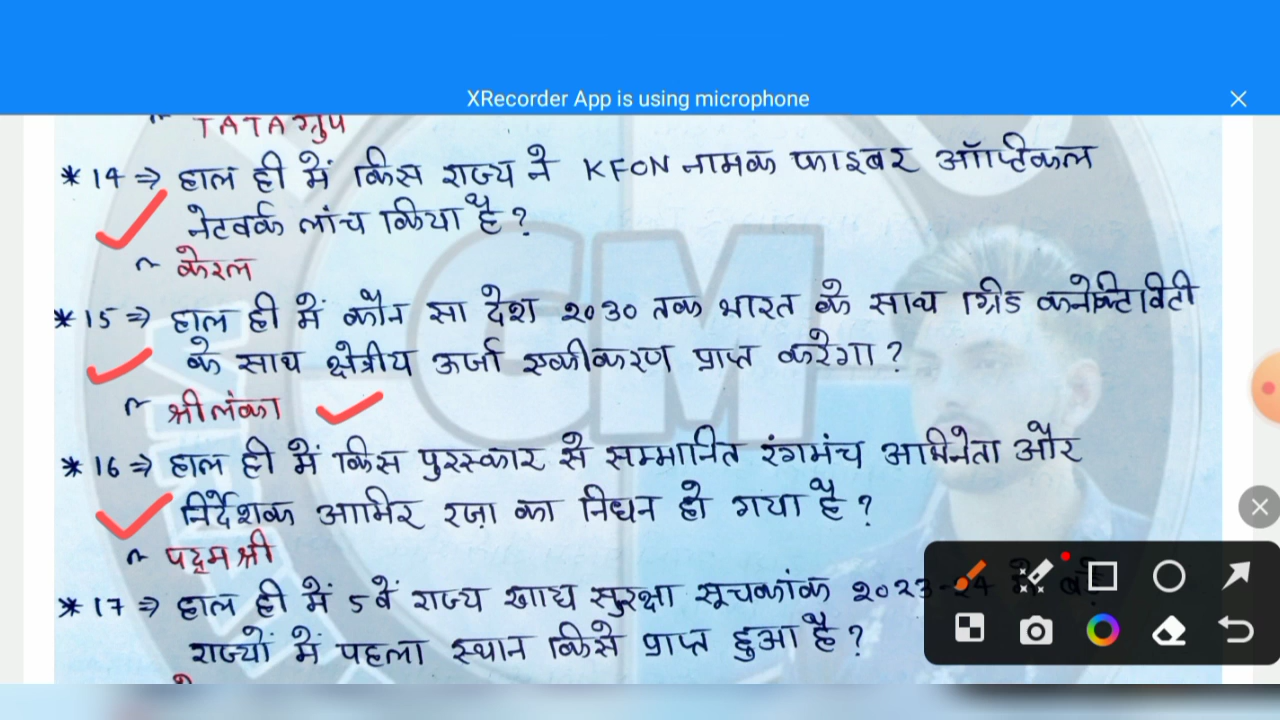 XRecorder App is using microphone
TATA ग्रुप
* 14 ⇒ हाल ही में किस राज्य ने KFON नामक फाइबर ऑप्टिकल
नेटवर्क लांच किया है ?
केरल
* 15 ⇒ हाल ही में कौन सा देश 2030 तक भारत के साथ ग्रिड कनेक्टिविटी
के साथ क्षेत्रीय ऊर्जा एकीकरण प्राप्त करेगा ?
श्रीलंका
* 16 ⇒ हाल ही में किस पुरस्कार से सम्मानित रंगमंच अभिनेता और
निर्देशक आमिर रज़ा का निधन हो गया है ?
पद्मश्री
* 17 ⇒ हाल ही में 5 वें राज्य खाद्य सुरक्षा सूचकांक 2023-24 में
राज्यों में पहला स्थान किसे प्राप्त हुआ है ?
GM